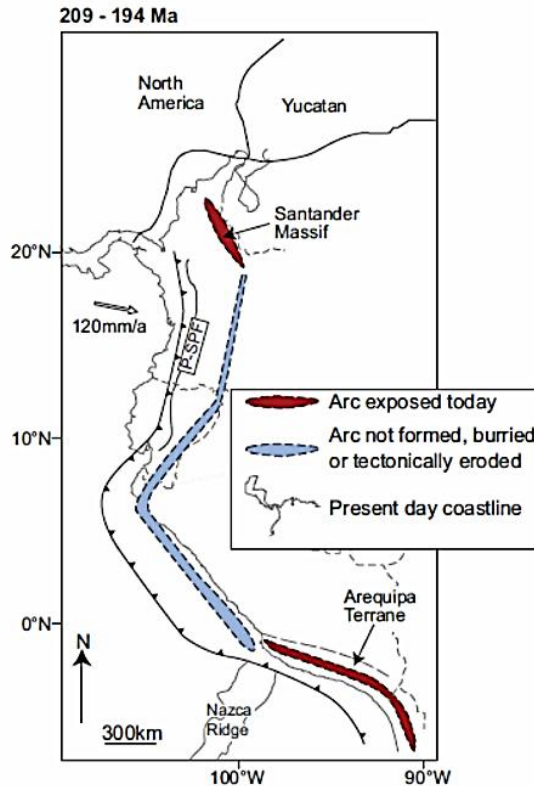 209 - 194 Ma
North
America
Yucatan
Santander
Massif
20°N
120mm/a
P-SPF
Arc exposed today
10°N
Arc not formed, burried
or tectonically eroded
Present day coastline
Arequipa
Terrane
0°N
N
Nazca
Ridge
300km
100°W
90°W